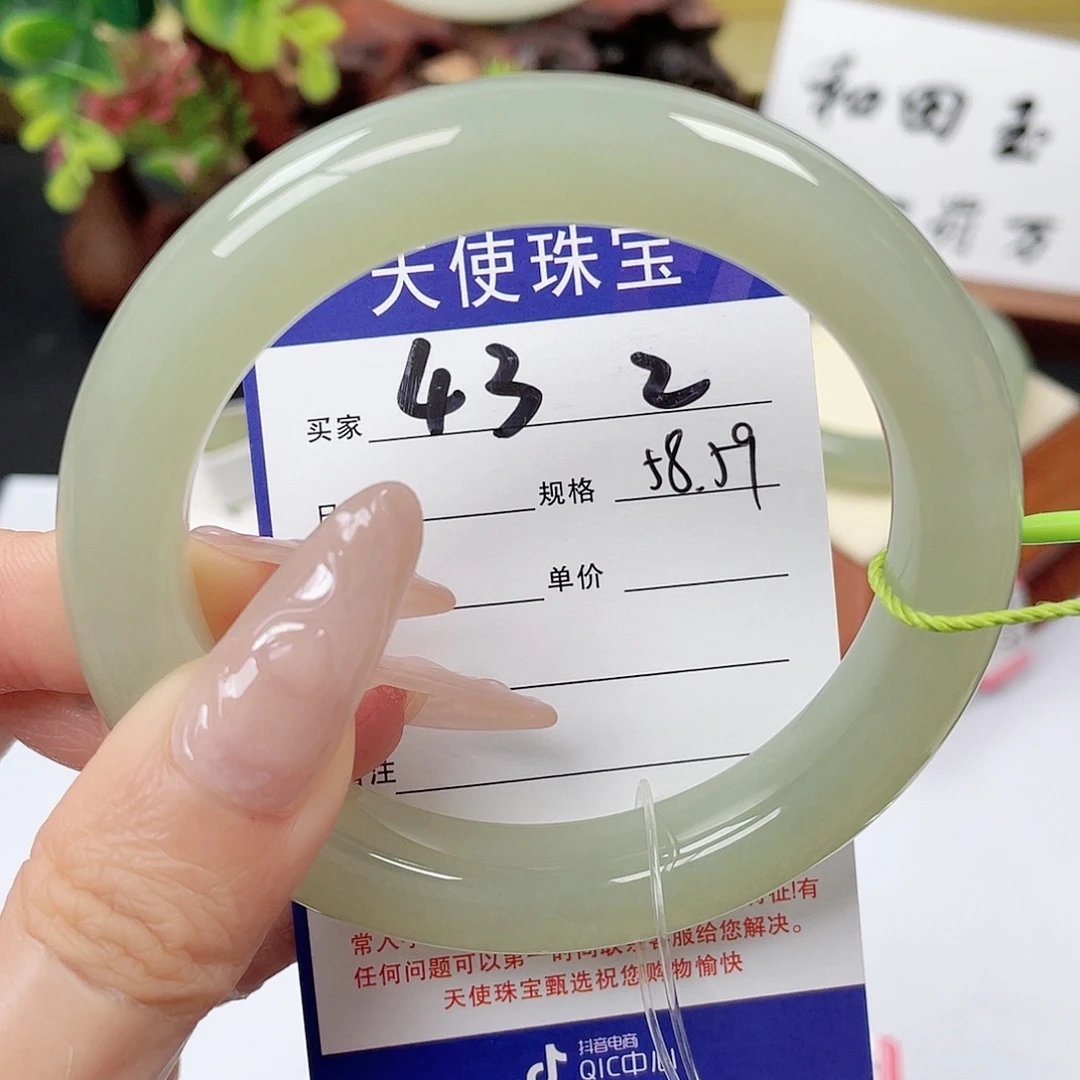 和田玉
万
天使珠宝
买家 43 2
规格 58.59
单价
注
任何问题可以第一时间联系客服给您解决。
天使珠宝甄选祝您购物愉快
抖音电商
QIC中心